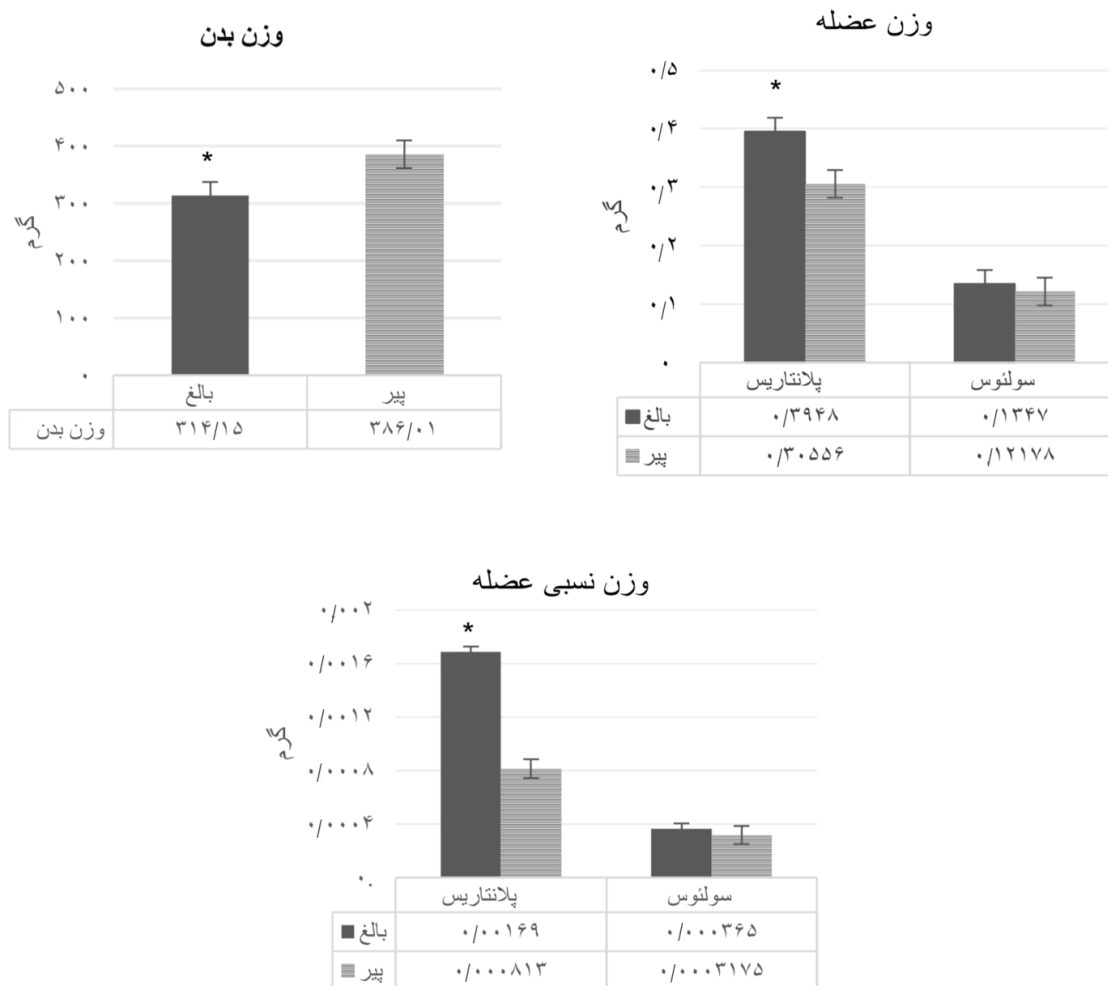 وزن بدن
۵۰۰
۴۰۰
*
۳۰۰
۲۰۰
۱۰۰
۰
گرم
بالغ پیر
وزن بدن ۳۱۴/۱۵ ۳۸۶/۰۱
وزن عضله
۰/۵
*
۰/۴
۰/۳
۰/۲
۰/۱
۰
گرم
پلانتاریس سولئوس
بالغ ۰/۳۹۴۸ ۰/۱۳۴۷
پیر ۰/۳۰۵۵۶ ۰/۱۲۱۷۸
وزن نسبی عضله
۰/۰۰۲
*
۰/۰۰۱۶
۰/۰۰۱۲
۰/۰۰۰۸
۰/۰۰۰۴
۰.
گرم
پلانتاریس سولئوس
بالغ ۰/۰۰۱۶۹ ۰/۰۰۰۳۶۵
پیر ۰/۰۰۰۸۱۳ ۰/۰۰۰۳۱۷۵